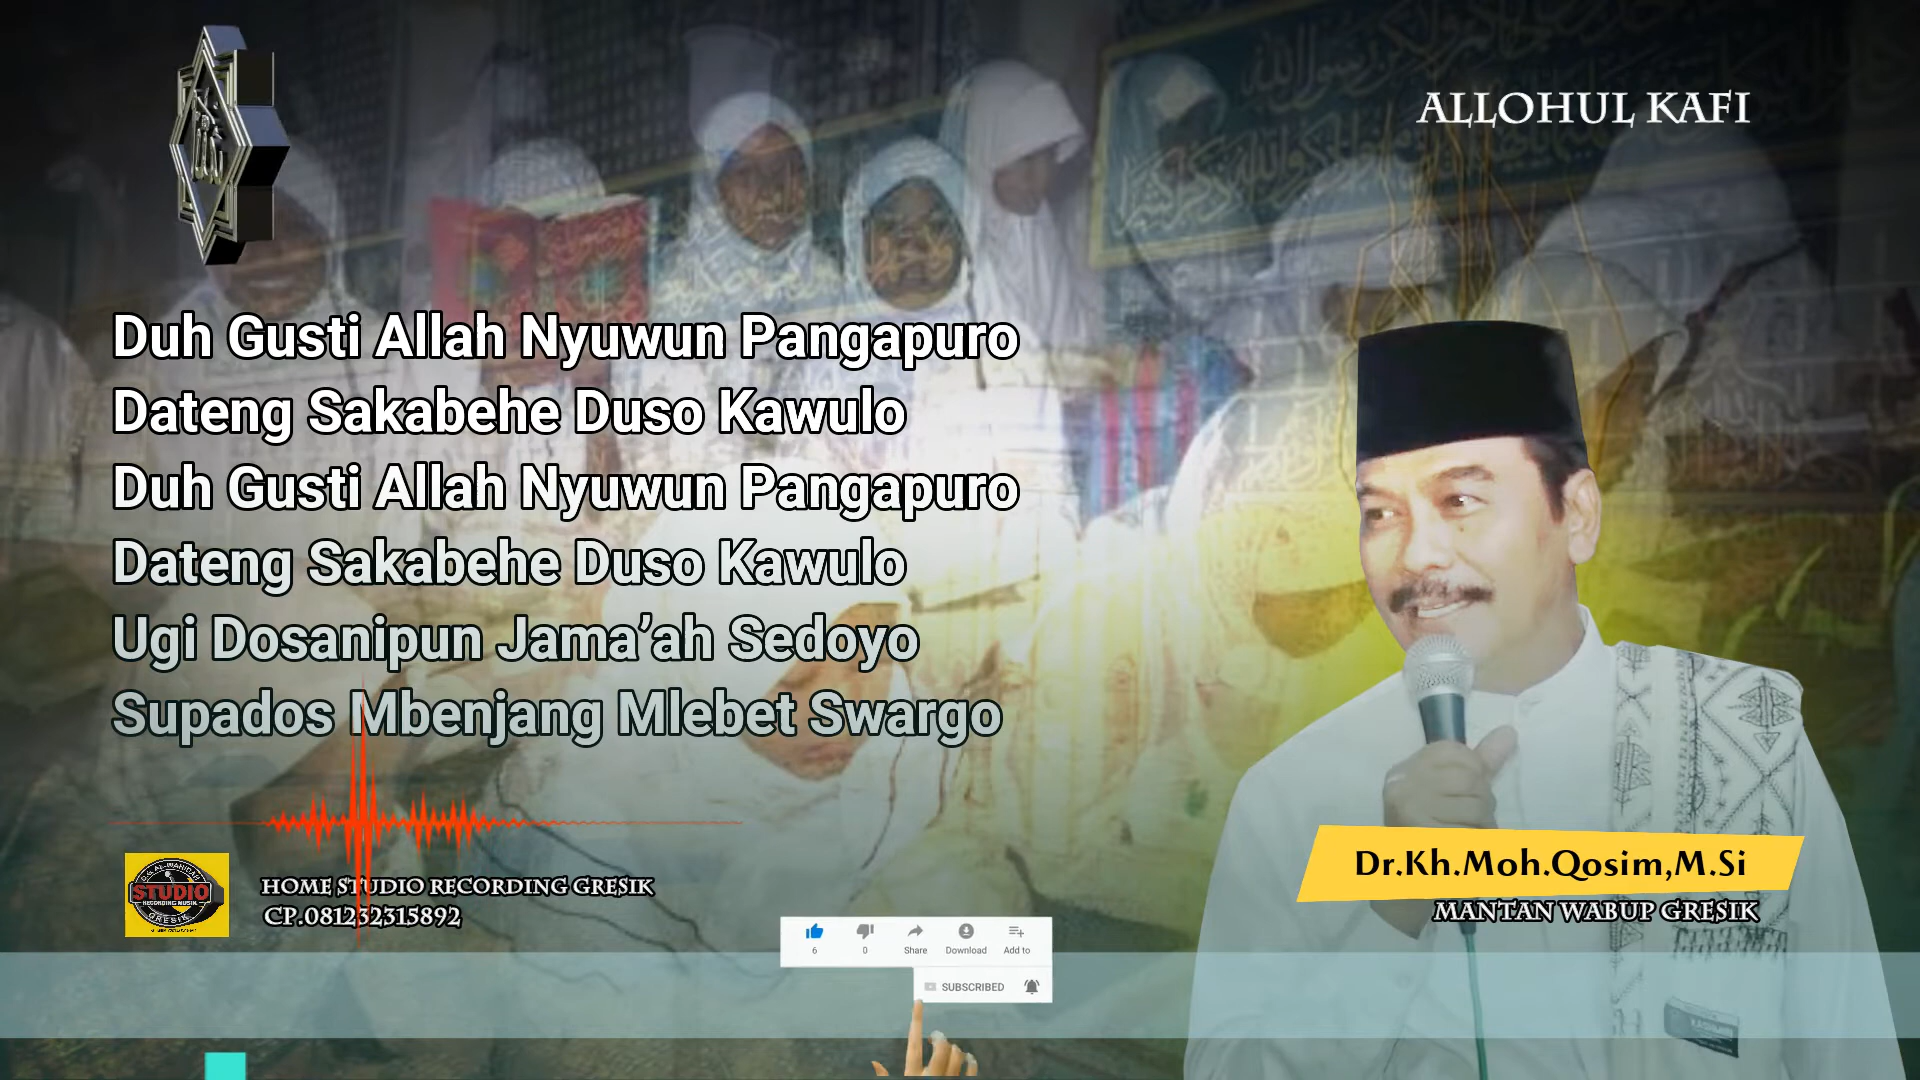 ALLOHUL KAFI
Duh Gusti Allah Nyuwun Pangapuro
Dateng Sakabehe Duso Kawulo
Duh Gusti Allah Nyuwun Pangapuro
Dateng Sakabehe Duso Kawulo
Ugi Dosanipun Jama’ah Sedoyo
Supados Mbenjang Mlebet Swargo
STUDIO
RECORDING MUSIK
GRESIK
HOME STUDIO RECORDING GRESIK
CP.081232315892
Dr.Kh.Moh.Qosim,M.Si
MANTAN WABUP GRESIK
6 0 Share Download Add to
SUBSCRIBED